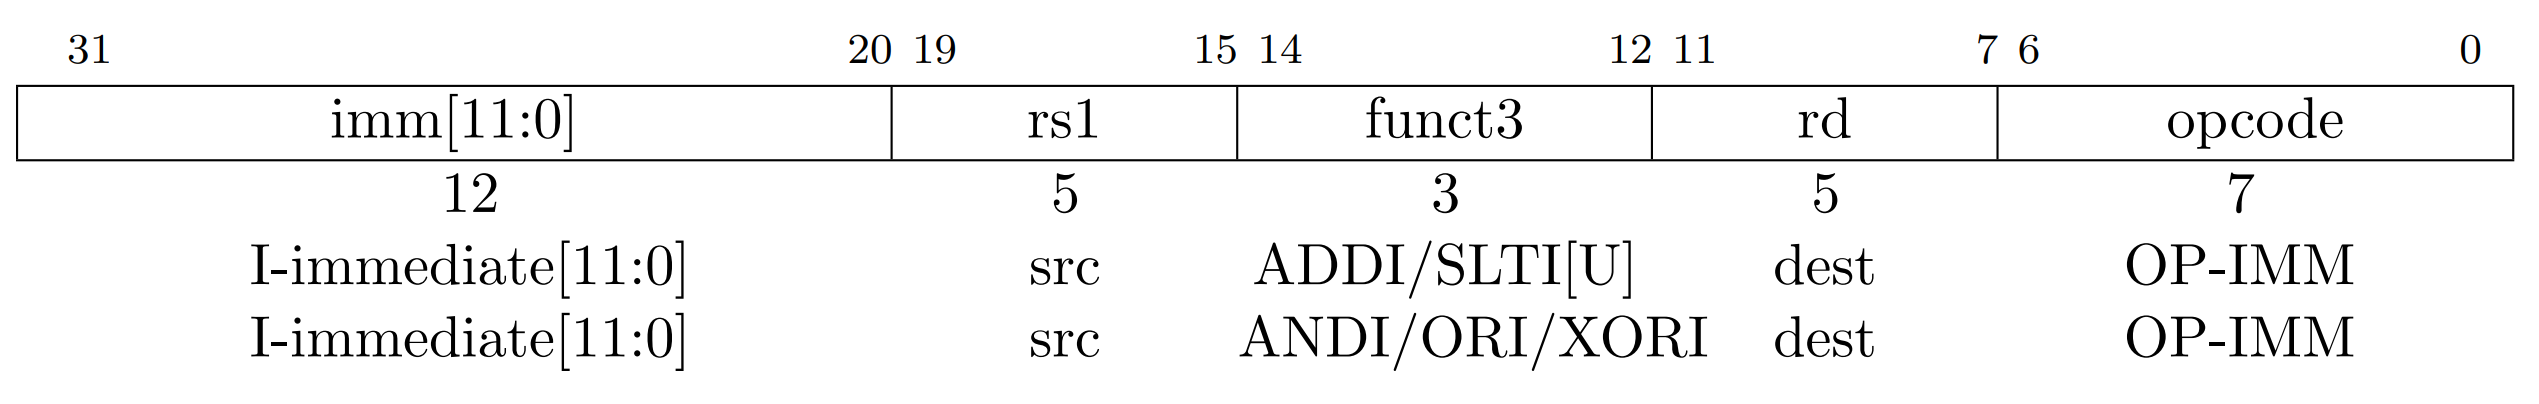 31 20 19 15 14 12 11 7 6 0
imm[11:0] rs1 funct3 rd opcode
12 5 3 5 7
I-immediate[11:0] src ADDI/SLTI[U] dest OP-IMM
I-immediate[11:0] src ANDI/ORI/XORI dest OP-IMM